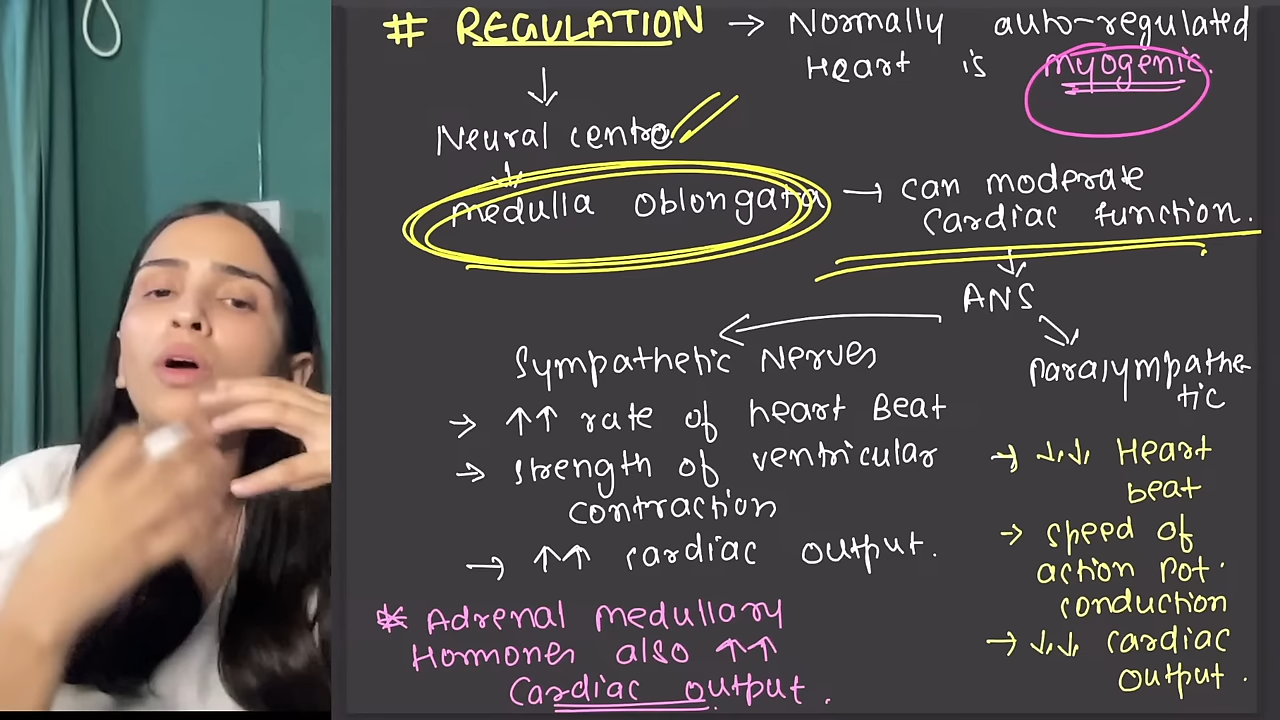 # REGULATION → Normally auto-regulated
Heart is myogenic.
↓
Neural centre
↓
medulla oblongata → can moderate
cardiac function.
↓
ANS
Sympathetic Nerves
→ ↑↑ rate of heart Beat
→ strength of ventricular
contraction
→ ↑↑ cardiac output.
* Adrenal medullary
Hormones also ↑↑
Cardiac output.
Parasympathe-
tic
→ ↓↓ Heart
beat
→ speed of
action Pot.
conduction
→ ↓↓ cardiac
output.